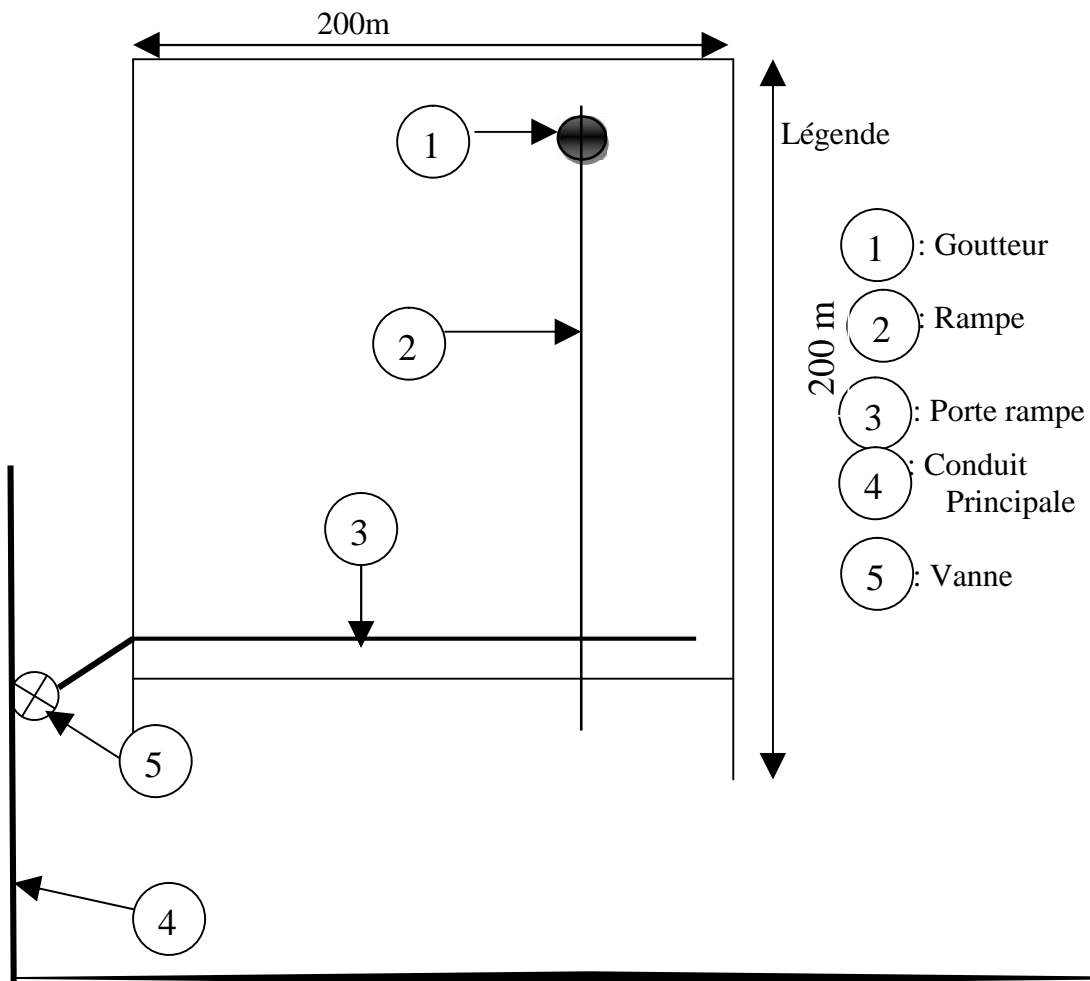 200m
1
Légende
1 : Goutteur
200 m
2 : Rampe
2
3 : Porte rampe
4 : Conduit
Principale
3
5 : Vanne
5
4